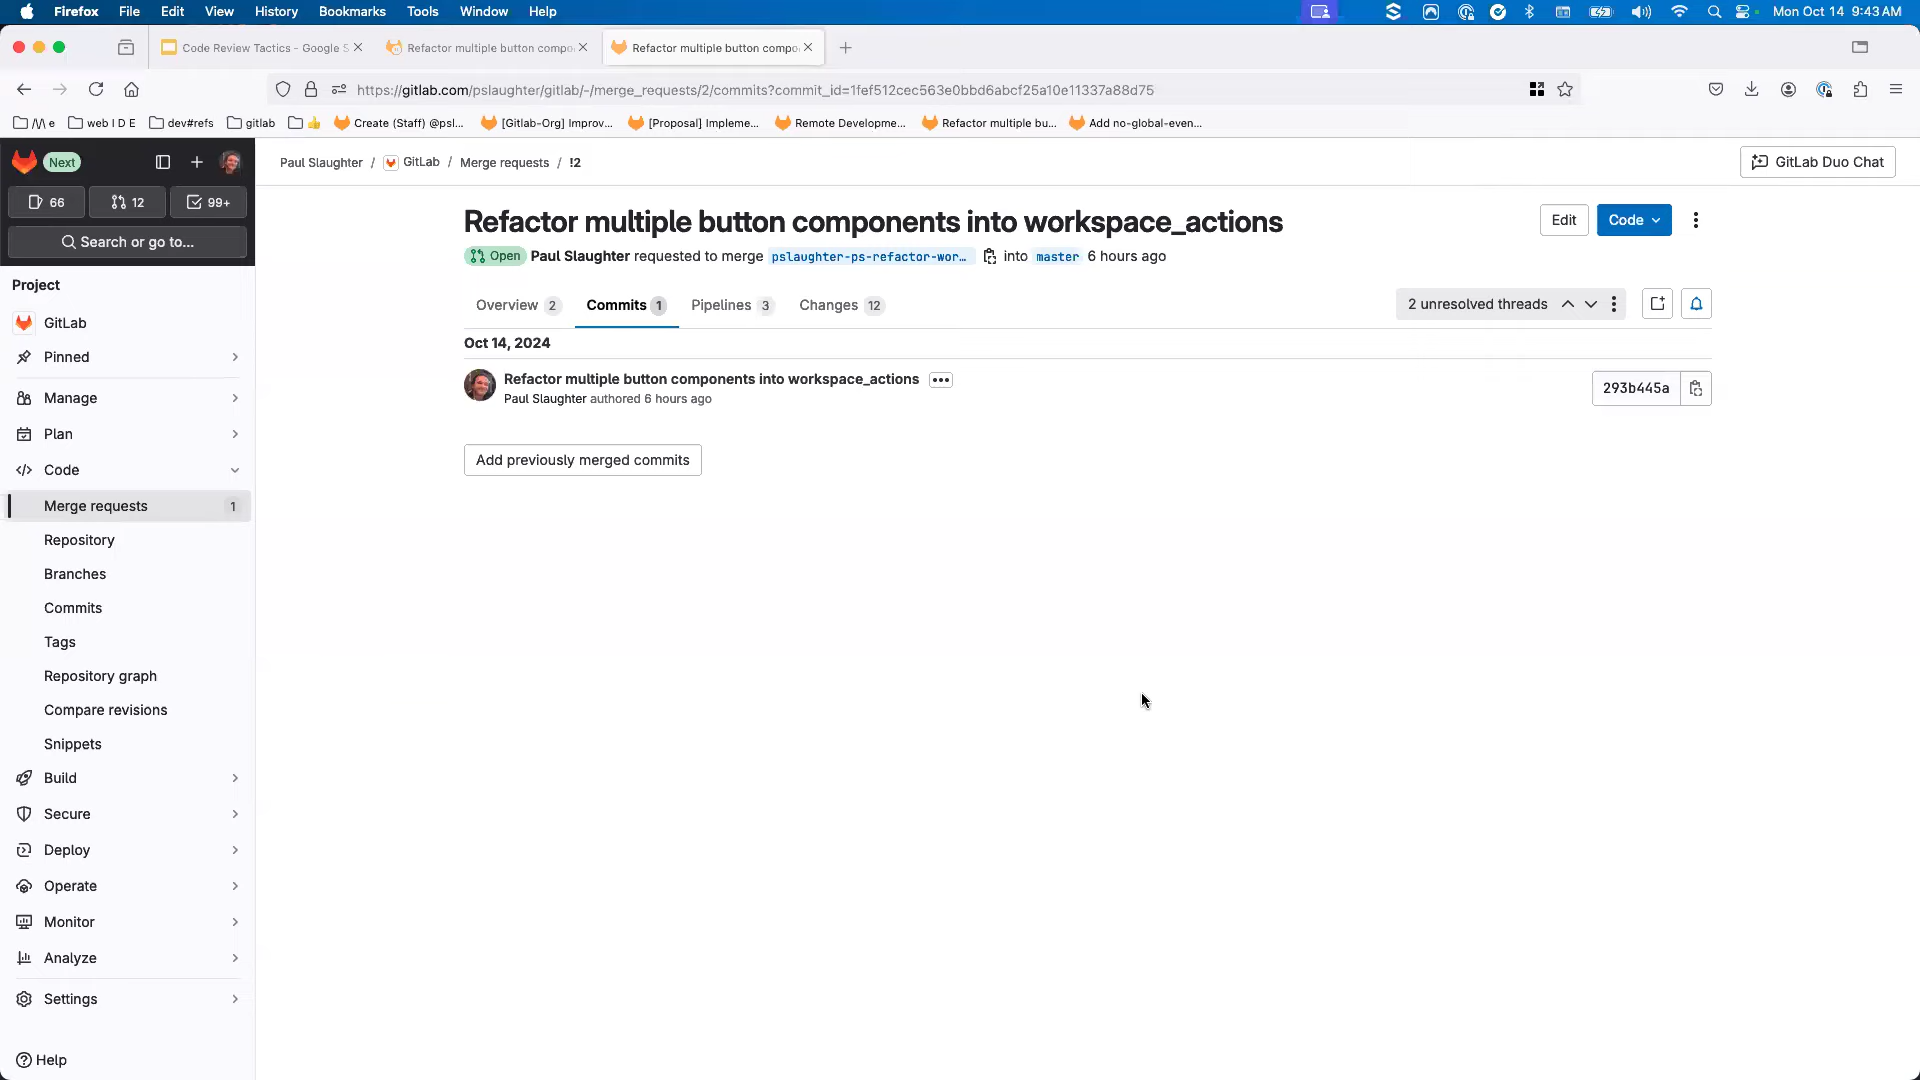 Firefox File Edit View History Bookmarks Tools Window Help Mon Oct 14 9:43 AM
Code Review Tactics - Google S
Refactor multiple button compo
Refactor multiple button compo
https://gitlab.com/pslaughter/gitlab/-/merge_requests/2/commits?commit_id=1fef512cec563e0bbd6abcf25a10e11337a88d75
web I D E dev#refs gitlab 👍 Create (Staff) @psl... [Gitlab-Org] Improv... [Proposal] Impleme... Remote Developme... Refactor multiple bu... Add no-global-even...
Next
66 12 99+
Search or go to...
Project
GitLab
Pinned
Manage
Plan
Code
Merge requests 1
Repository
Branches
Commits
Tags
Repository graph
Compare revisions
Snippets
Build
Secure
Deploy
Operate
Monitor
Analyze
Settings
Help
Paul Slaughter / GitLab / Merge requests / !2
GitLab Duo Chat
Refactor multiple button components into workspace_actions
Edit Code
Open Paul Slaughter requested to merge pslaughter-ps-refactor-wor... into master 6 hours ago
Overview 2 Commits 1 Pipelines 3 Changes 12
2 unresolved threads
Oct 14, 2024
Refactor multiple button components into workspace_actions
Paul Slaughter authored 6 hours ago
293b445a
Add previously merged commits